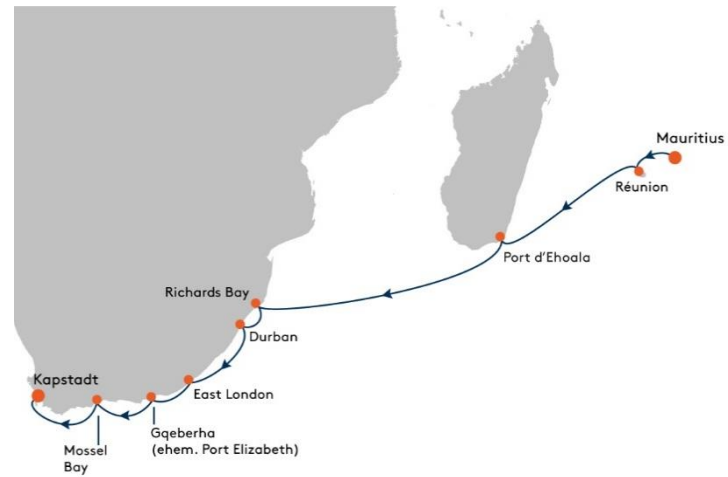 Mauritius
Réunion
Port d'Ehoala
Richards Bay
Durban
East London
Kapstadt
Gqeberha
(ehem. Port Elizabeth)
Mossel
Bay